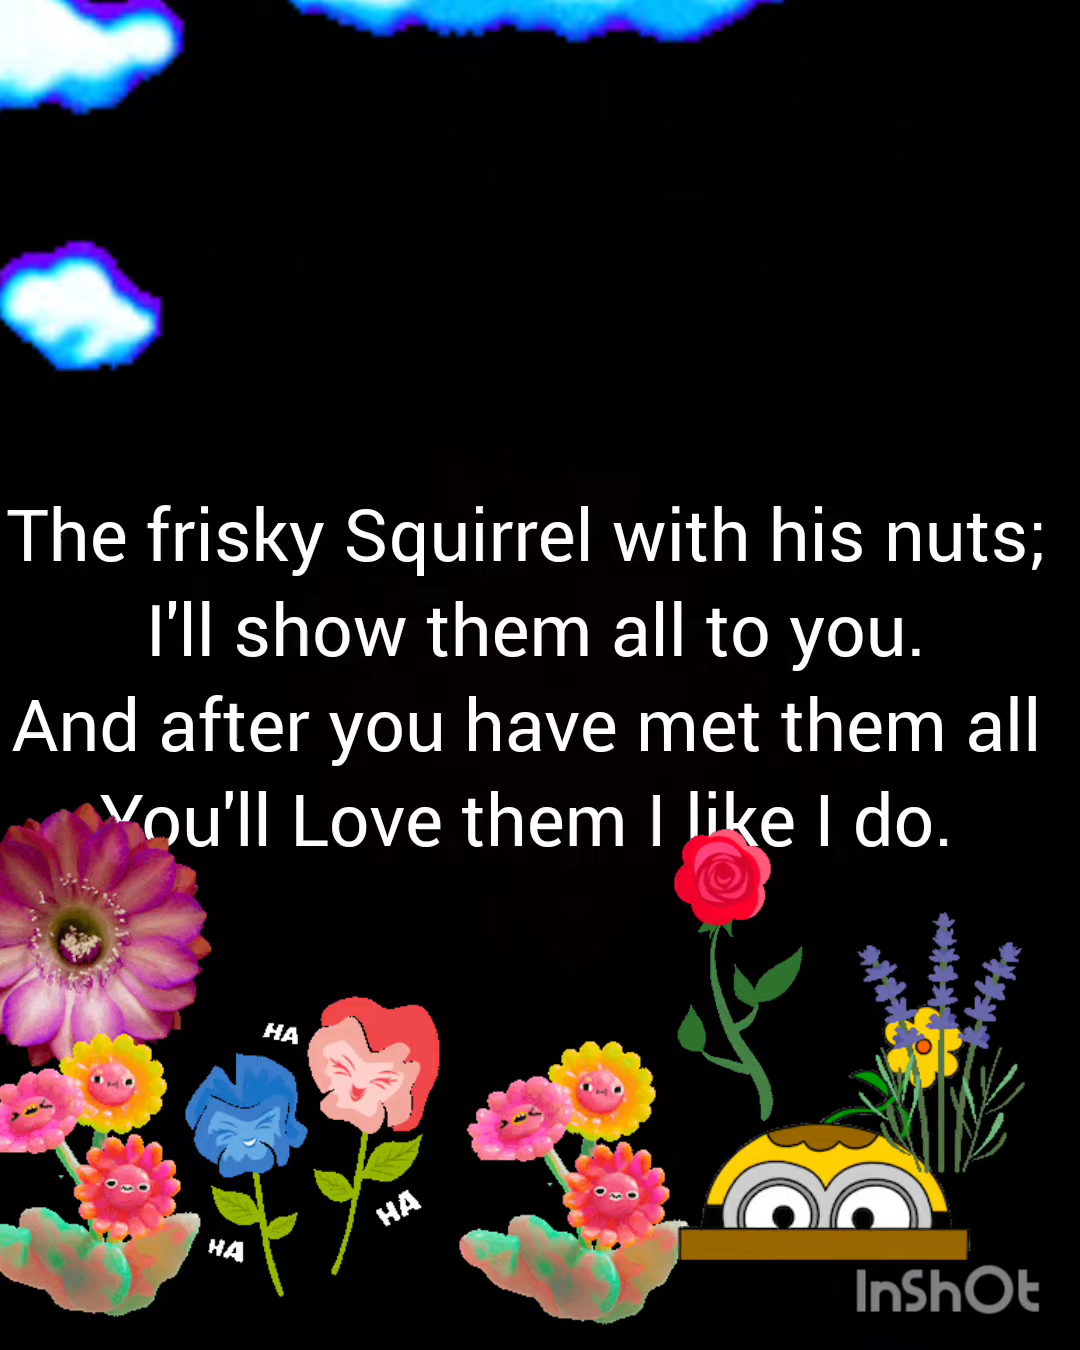 The frisky Squirrel with his nuts;
I'll show them all to you.
And after you have met them all
You'll Love them I like I do.
HA
HA
HA
InShOt